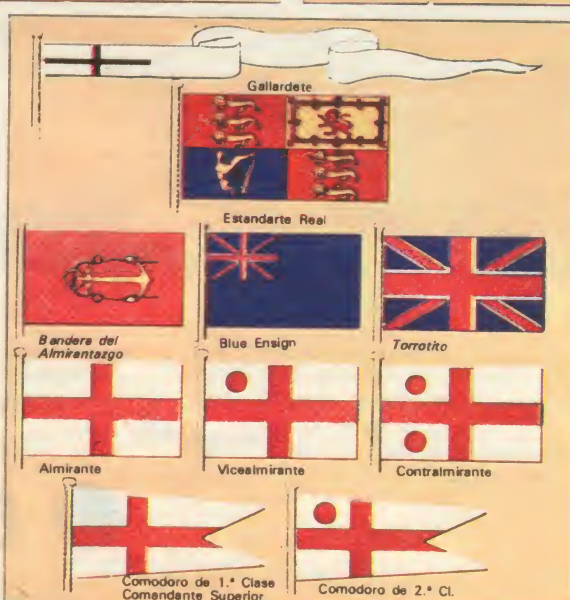 Gallardete
Estandarte Real
Bandera del
Almirantazgo
Blue Ensign
Torrotito
Almirante
Vicealmirante
Contralmirante
Comodoro de 1.ª Clase
Comandante Superior
Comodoro de 2.ª Cl.